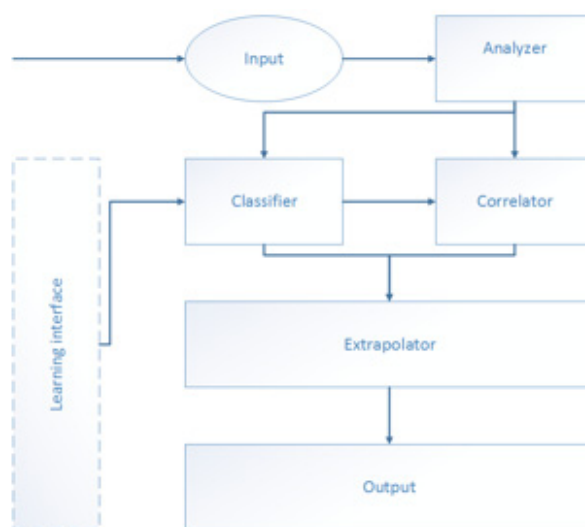 Input
Analyzer
Classifier
Correlator
Learning interface
Extrapolator
Output